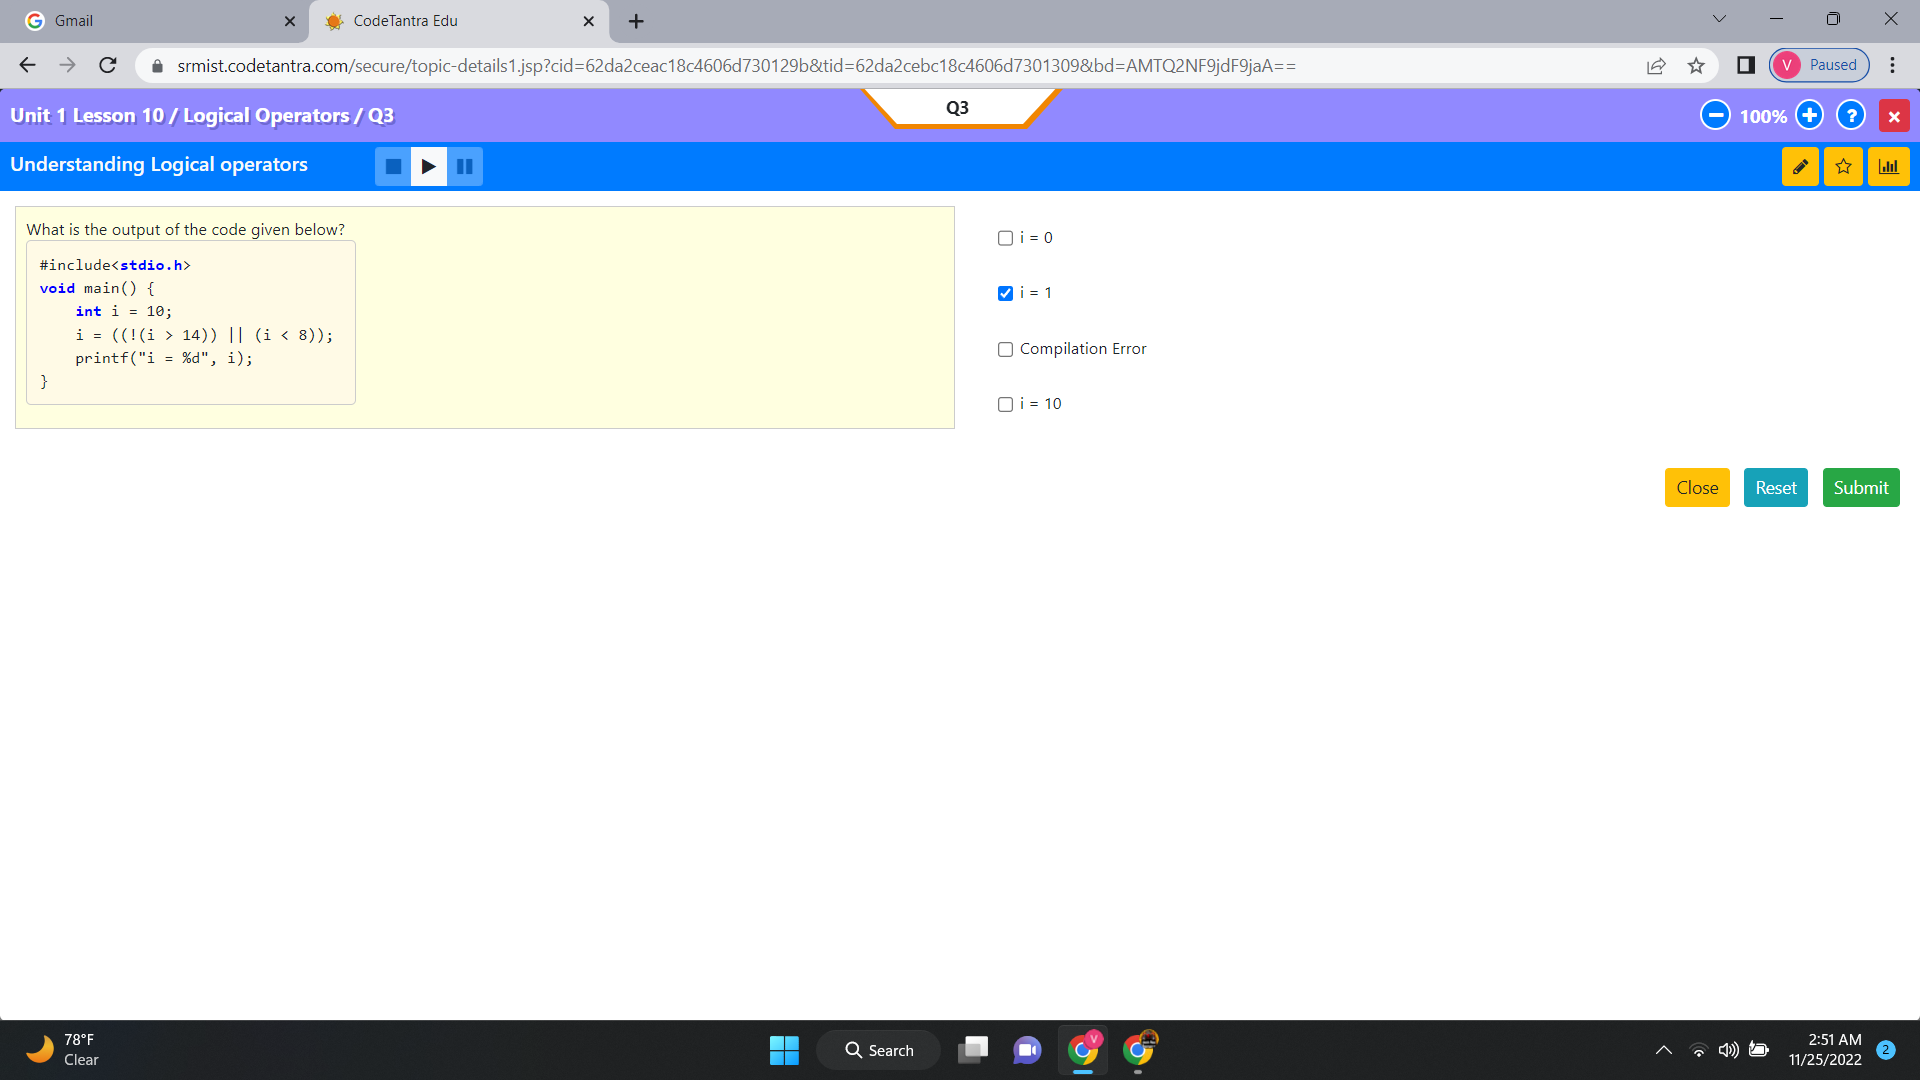 Gmail
CodeTantra Edu
srmist.codetantra.com/secure/topic-details1.jsp?cid=62da2ceac18c4606d730129b&tid=62da2cebc18c4606d7301309&bd=AMTQ2NF9jdF9jaA==
V Paused
Unit 1 Lesson 10 / Logical Operators / Q3
Q3
100%
?
Understanding Logical operators
What is the output of the code given below?
#include<stdio.h>
void main() {
int i = 10;
i = ((!(i > 14)) || (i < 8));
printf("i = %d", i);
}
i = 0
i = 1
Compilation Error
i = 10
Close
Reset
Submit
78°F
Clear
Search
V
2:51 AM
11/25/2022
2